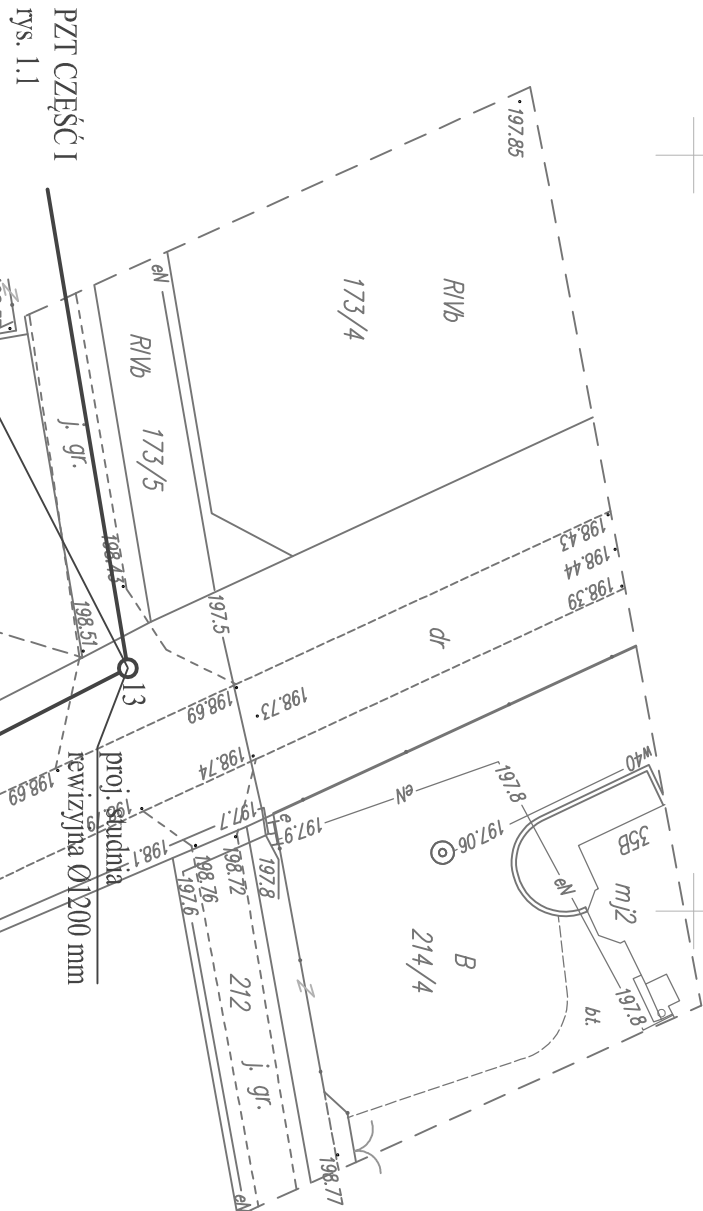 PZT CZĘŚĆ I
rys. 1.1
197.85
RIVb
173/4
eN
RIVb
173/5
j. gr.
198.43
198.44
198.39
dr
197.5
198.51
13
198.69
198.73
198.74
198.69
proj. studnia
rewizyjna Ø1200 mm
w40
35B
mj2
197.8
197.06
eN
eN
197.8
bt.
B
214/4
e
197.9
197.7
197.8
198.1
198.72
198.76
197.6
212
j. gr.
N
198.77
eN